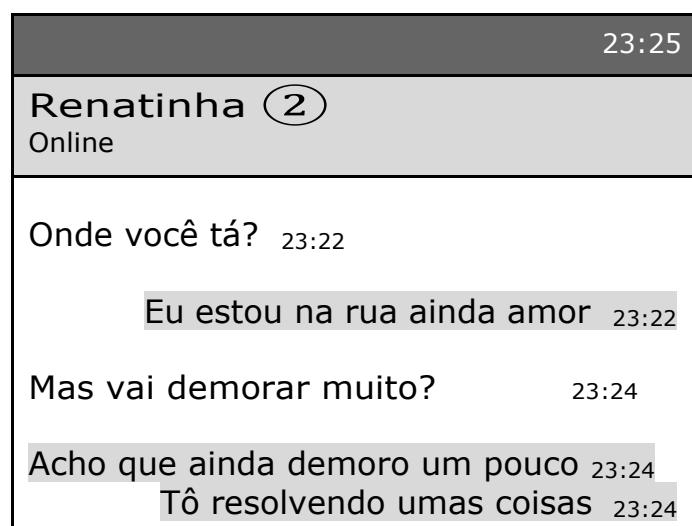 23:25
Renatinha ②
Online
Onde você tá? 23:22
Eu estou na rua ainda amor 23:22
Mas vai demorar muito? 23:24
Acho que ainda demoro um pouco 23:24
Tô resolvendo umas coisas 23:24